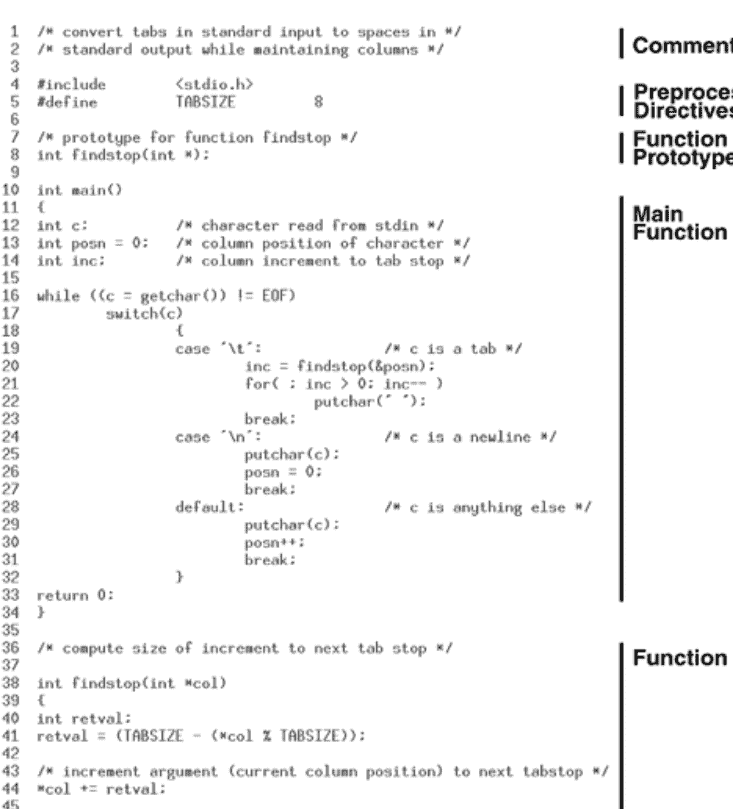 1 /* convert tabs in standard input to spaces in */
2 /* standard output while maintaining columns */
3
4 #include <stdio.h>
5 #define TABSIZE 8
6
7 /* prototype for function findstop */
8 int findstop(int *);
9
10 int main()
11 {
12 int c; /* character read from stdin */
13 int posn = 0; /* column position of character */
14 int inc; /* column increment to tab stop */
15
16 while ((c = getchar()) != EOF)
17 switch(c)
18 {
19 case ´\t´: /* c is a tab */
20 inc = findstop(&posn);
21 for( ; inc > 0; inc-- )
22 putchar(´ ´);
23 break;
24 case ´\n´: /* c is a newline */
25 putchar(c);
26 posn = 0;
27 break;
28 default: /* c is anything else */
29 putchar(c);
30 posn++;
31 break;
32 }
33 return 0;
34 }
35
36 /* compute size of increment to next tab stop */
37
38 int findstop(int *col)
39 {
40 int retval;
41 retval = (TABSIZE - (*col % TABSIZE));
42
43 /* increment argument (current column position) to next tabstop */
44 *col += retval;
45
Comment
Preproces
Directives
Function
Prototype
Main
Function
Function